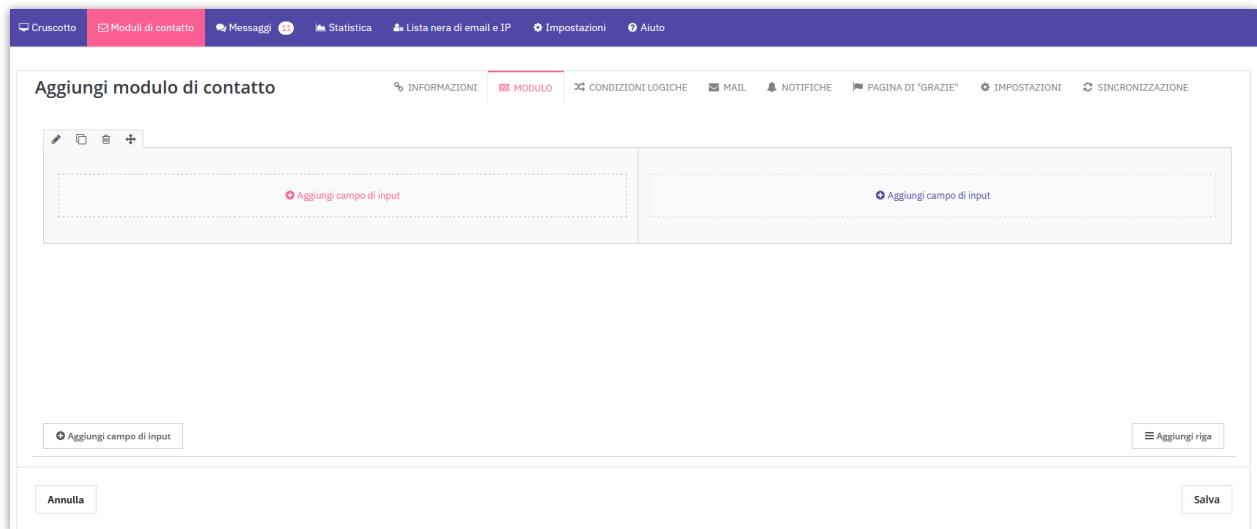 Cruscotto Moduli di contatto Messaggi 11 Statistica Lista nera di email e IP Impostazioni Aiuto
Aggiungi modulo di contatto INFORMAZIONI MODULO CONDIZIONI LOGICHE MAIL NOTIFICHE PAGINA DI "GRAZIE" IMPOSTAZIONI SINCRONIZZAZIONE
Aggiungi campo di input Aggiungi campo di input
Aggiungi campo di input Aggiungi riga
Annulla Salva